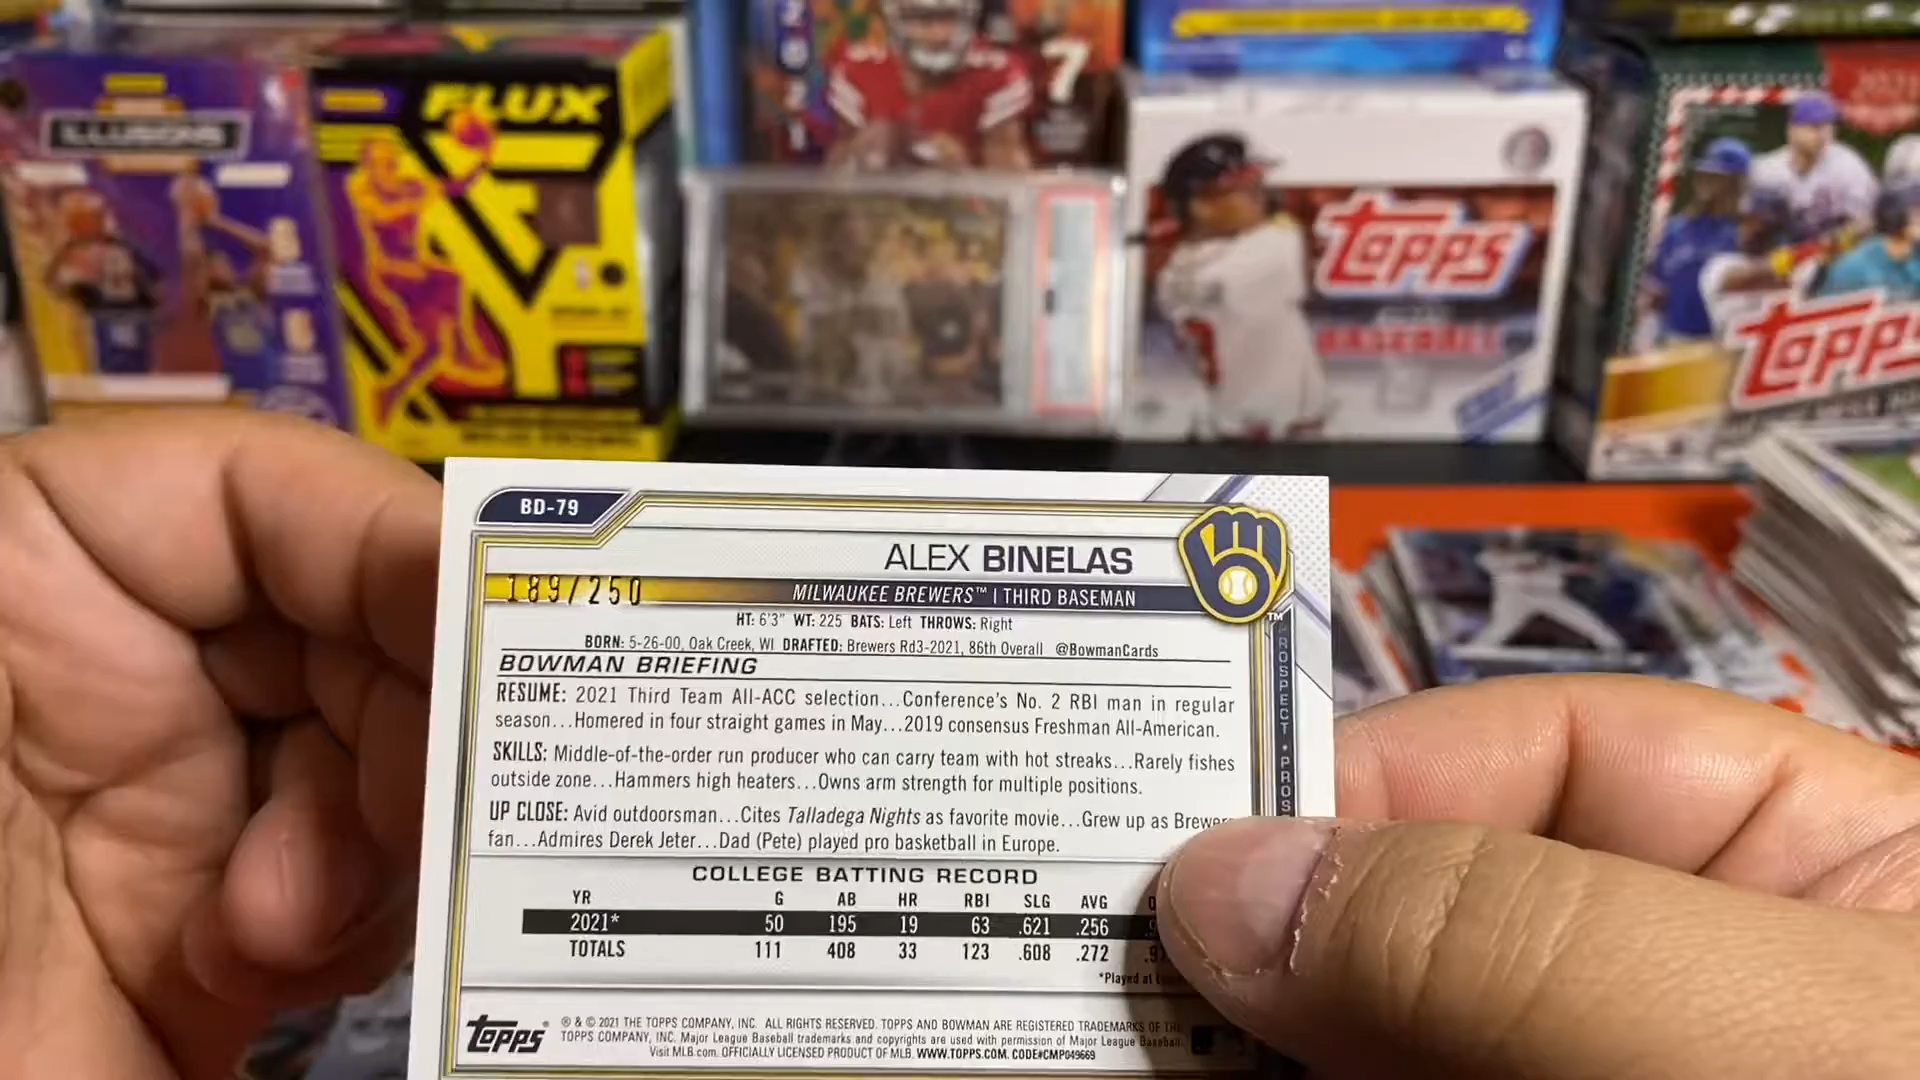 ILLUSIONS
FLUX
2021
7
Topps
BASEBALL
2021
Topps
BD-79
ALEX BINELAS
189/250
MILWAUKEE BREWERS™ | THIRD BASEMAN
HT: 6'3" WT: 225 BATS: Left THROWS: Right
BORN: 5-26-00, Oak Creek, WI DRAFTED: Brewers Rd3-2021, 86th Overall @BowmanCards
BOWMAN BRIEFING
RESUME: 2021 Third Team All-ACC selection...Conference's No. 2 RBI man in regular
season...Homered in four straight games in May...2019 consensus Freshman All-American.
SKILLS: Middle-of-the-order run producer who can carry team with hot streaks...Rarely fishes
outside zone...Hammers high heaters...Owns arm strength for multiple positions.
UP CLOSE: Avid outdoorsman...Cites Talladega Nights as favorite movie...Grew up as Brewers
fan...Admires Derek Jeter...Dad (Pete) played pro basketball in Europe.
COLLEGE BATTING RECORD
YR G AB HR RBI SLG AVG
2021* 50 195 19 63 .621 .256
TOTALS 111 408 33 123 .608 .272
*Played at
TM
PROSPECT • PROS
topps®
® & © 2021 THE TOPPS COMPANY, INC. ALL RIGHTS RESERVED. TOPPS AND BOWMAN ARE REGISTERED TRADEMARKS OF THE
TOPPS COMPANY, INC. Major League Baseball trademarks and copyrights are used with permission of Major League Baseball.
Visit MLB.com. OFFICIALLY LICENSED PRODUCT OF MLB. WWW.TOPPS.COM. CODE#CMP049669